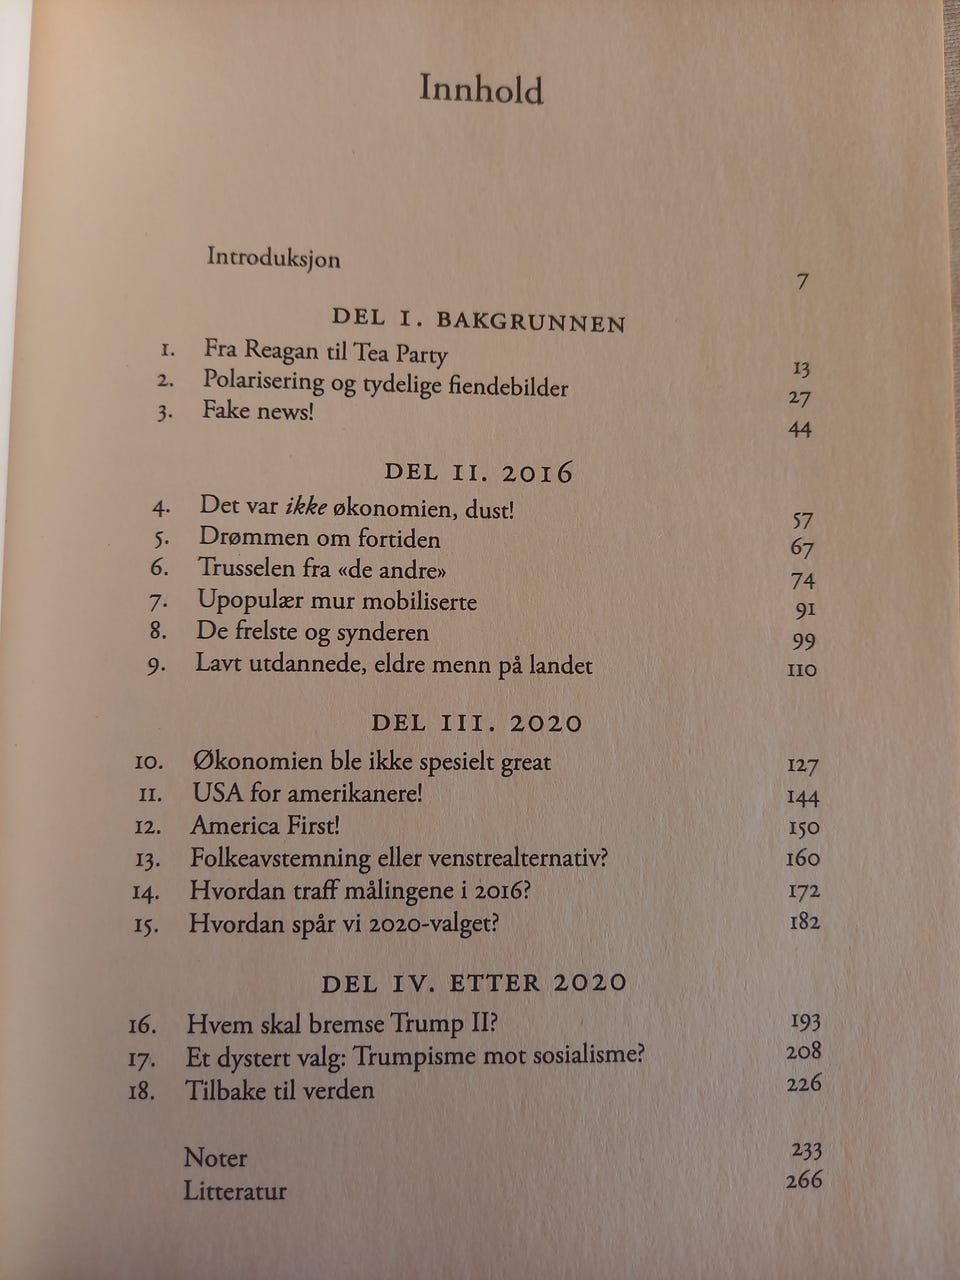 Innhold
Introduksjon 7
DEL I. BAKGRUNNEN
1. Fra Reagan til Tea Party 13
2. Polarisering og tydelige fiendebilder 27
3. Fake news! 44
DEL II. 2016
4. Det var ikke økonomien, dust! 57
5. Drømmen om fortiden 67
6. Trusselen fra «de andre» 74
7. Upopulær mur mobiliserte 91
8. De frelste og synderen 99
9. Lavt utdannede, eldre menn på landet 110
DEL III. 2020
10. Økonomien ble ikke spesielt great 127
11. USA for amerikanere! 144
12. America First! 150
13. Folkeavstemning eller venstrealternativ? 160
14. Hvordan traff målingene i 2016? 172
15. Hvordan spår vi 2020-valget? 182
DEL IV. ETTER 2020
16. Hvem skal bremse Trump II? 193
17. Et dystert valg: Trumpisme mot sosialisme? 208
18. Tilbake til verden 226
Noter 233
Litteratur 266